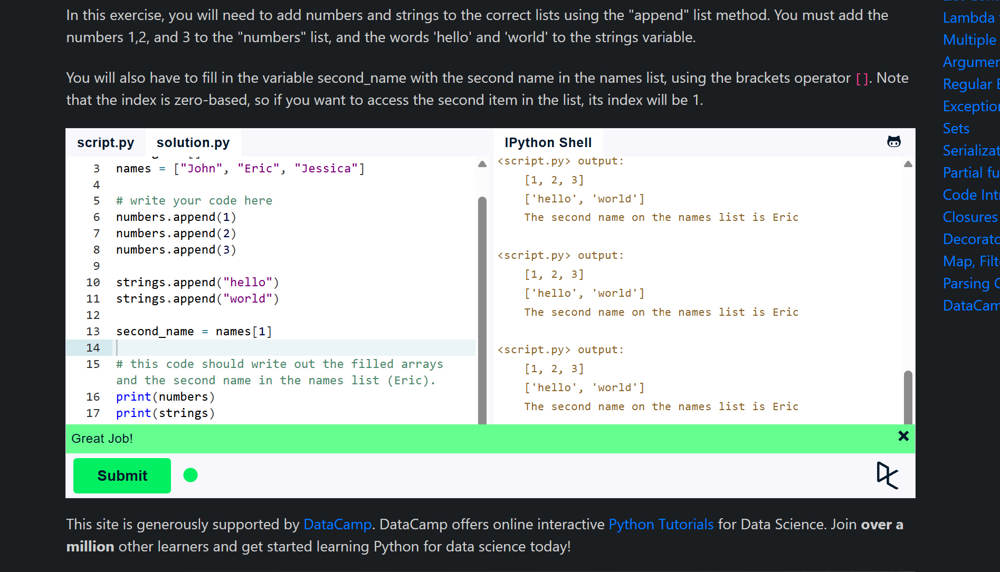 In this exercise, you will need to add numbers and strings to the correct lists using the "append" list method. You must add the
numbers 1,2, and 3 to the "numbers" list, and the words 'hello' and 'world' to the strings variable.
You will also have to fill in the variable second_name with the second name in the names list, using the brackets operator []. Note
that the index is zero-based, so if you want to access the second item in the list, its index will be 1.
script.py
solution.py
3 names = ["John", "Eric", "Jessica"]
4
5 # write your code here
6 numbers.append(1)
7 numbers.append(2)
8 numbers.append(3)
9
10 strings.append("hello")
11 strings.append("world")
12
13 second_name = names[1]
14
15 # this code should write out the filled arrays
and the second name in the names list (Eric).
16 print(numbers)
17 print(strings)
IPython Shell
<script.py> output:
[1, 2, 3]
['hello', 'world']
The second name on the names list is Eric
<script.py> output:
[1, 2, 3]
['hello', 'world']
The second name on the names list is Eric
<script.py> output:
[1, 2, 3]
['hello', 'world']
The second name on the names list is Eric
Great Job!
Submit
This site is generously supported by DataCamp. DataCamp offers online interactive Python Tutorials for Data Science. Join over a
million other learners and get started learning Python for data science today!
Lambda
Multiple
Regular
Sets
Partial
Code
Closures
Map,
Parsing